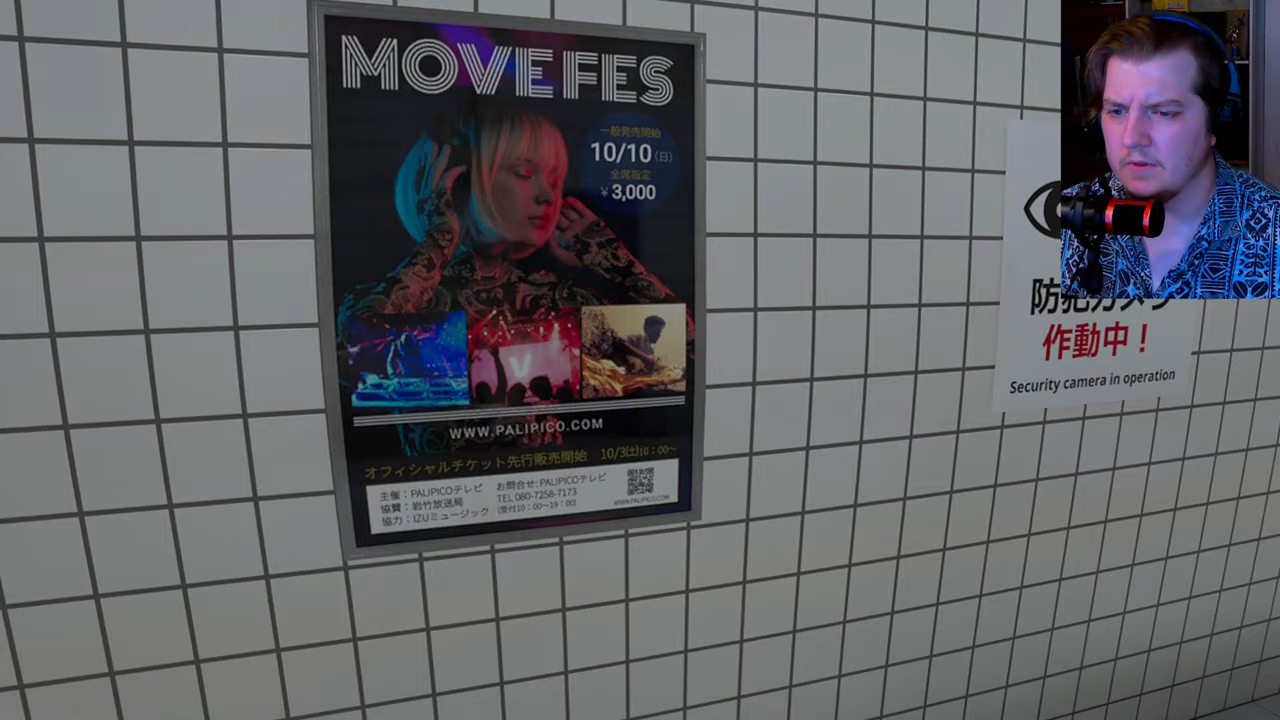 MOVE FES
一般発売開始
10/10(日)
全席指定
¥3,000
V
WWW.PALIPICO.COM
オフィシャルチケット先行販売開始 10/3(土)10：00～
主催：PALIPICOテレビ
協賛：岩竹放送局
協力：IZUミュージック
お問合せ: PALIPICOテレビ
TEL 080-7258-7173
(受付10：00～19：00)
WWW.PALIPICO.COM
防犯カメラ
作動中！
Security camera in operation